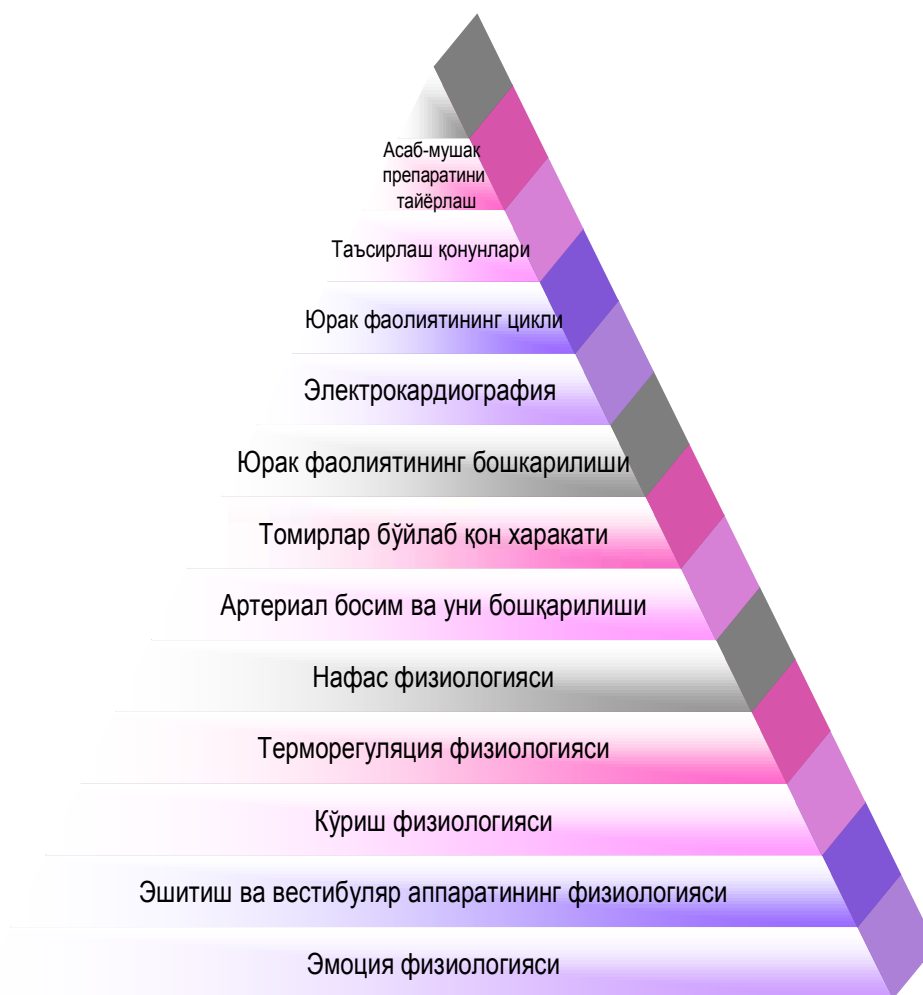 Асаб-мушак
препаратини
тайёрлаш
Таъсирлаш қонунлари
Юрак фаолиятининг цикли
Электрокардиография
Юрак фаолиятининг бошкарилиши
Томирлар бўйлаб қон харакати
Артериал босим ва уни бошқарилиши
Нафас физиологияси
Терморегуляция физиологияси
Кўриш физиологияси
Эшитиш ва вестибуляр аппаратининг физиологияси
Эмоция физиологияси